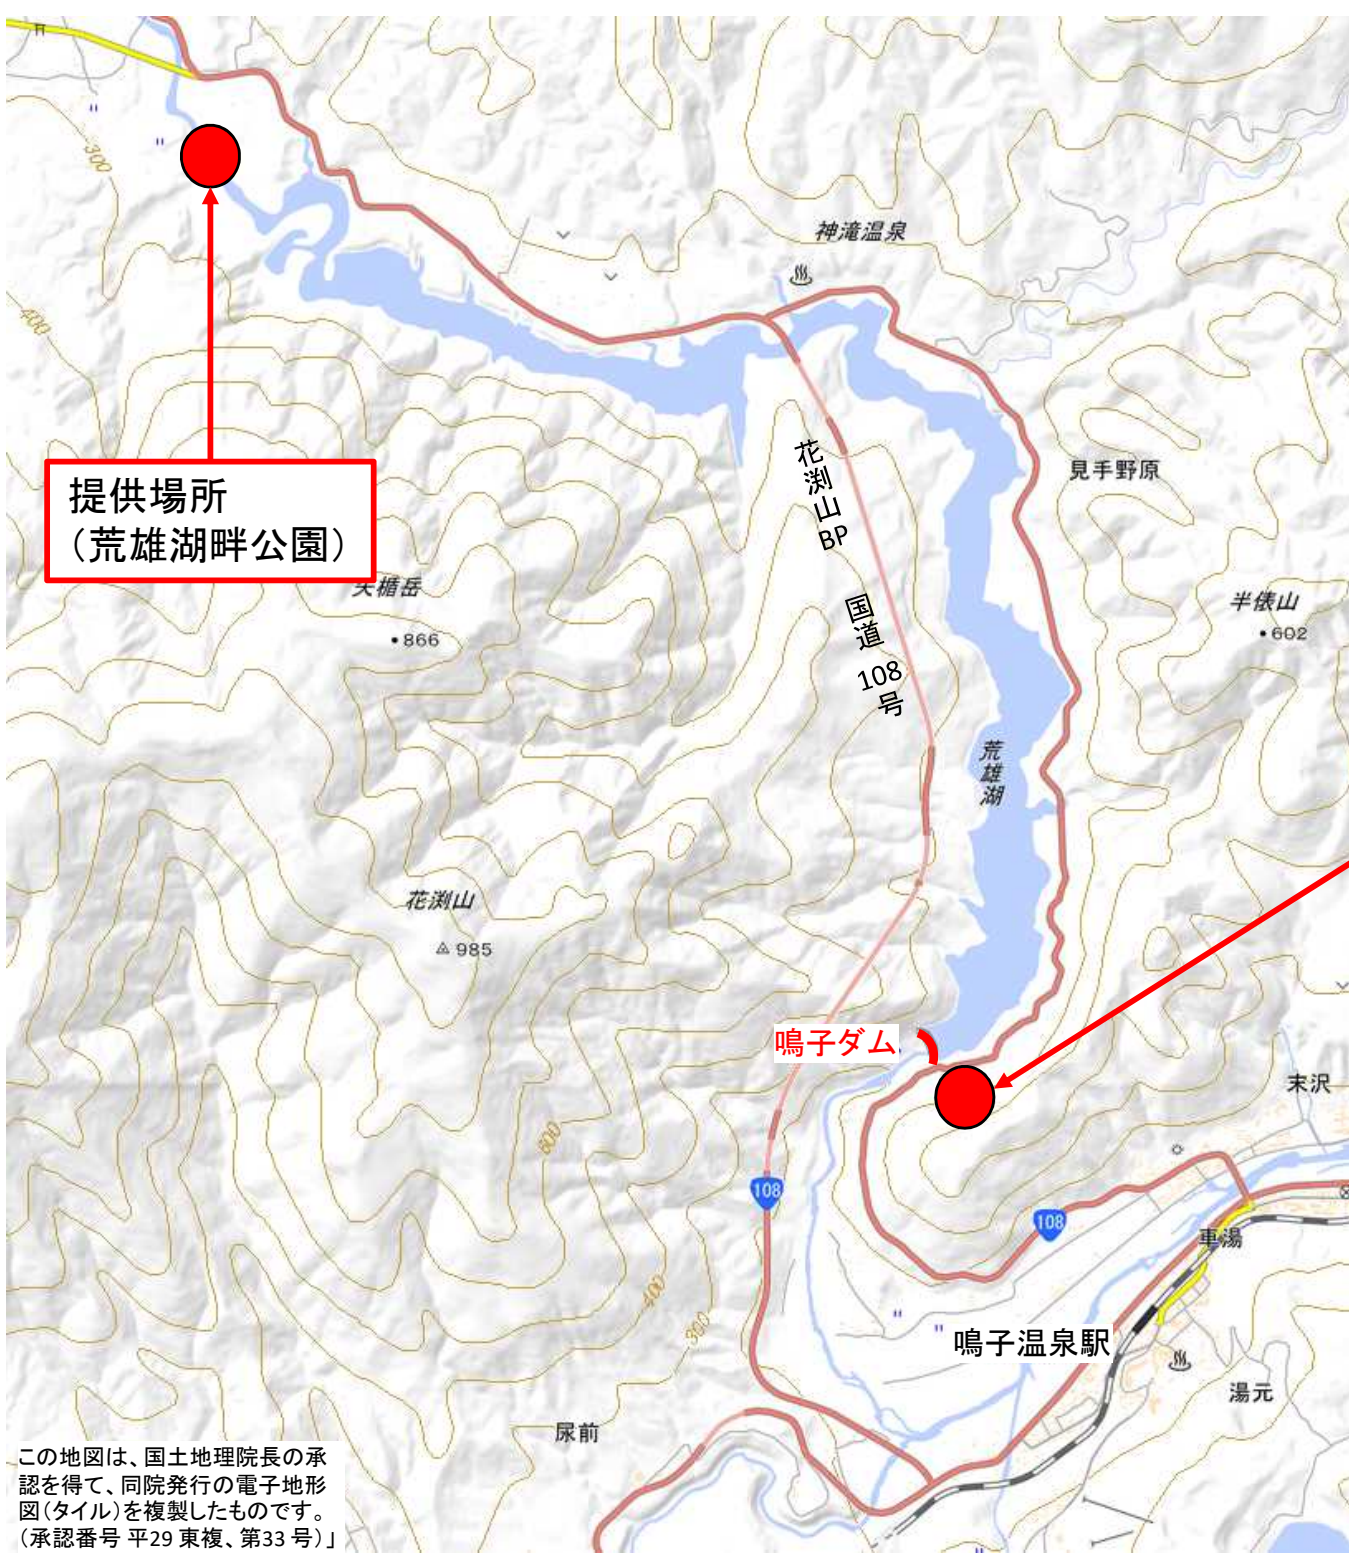 300
神滝温泉
400
見手野原
花渕山BP
提供場所
（荒雄湖畔公園）
矢楯岳
866
国道108号
半俵山
602
荒雄湖
花渕山
985
鳴子ダム
末沢
600
108
108
車湯
400
300
鳴子温泉駅
湯元
尿前
この地図は、国土地理院長の承
認を得て、同院発行の電子地形
図(タイル)を複製したものです。
(承認番号 平29 東複、第33 号)」